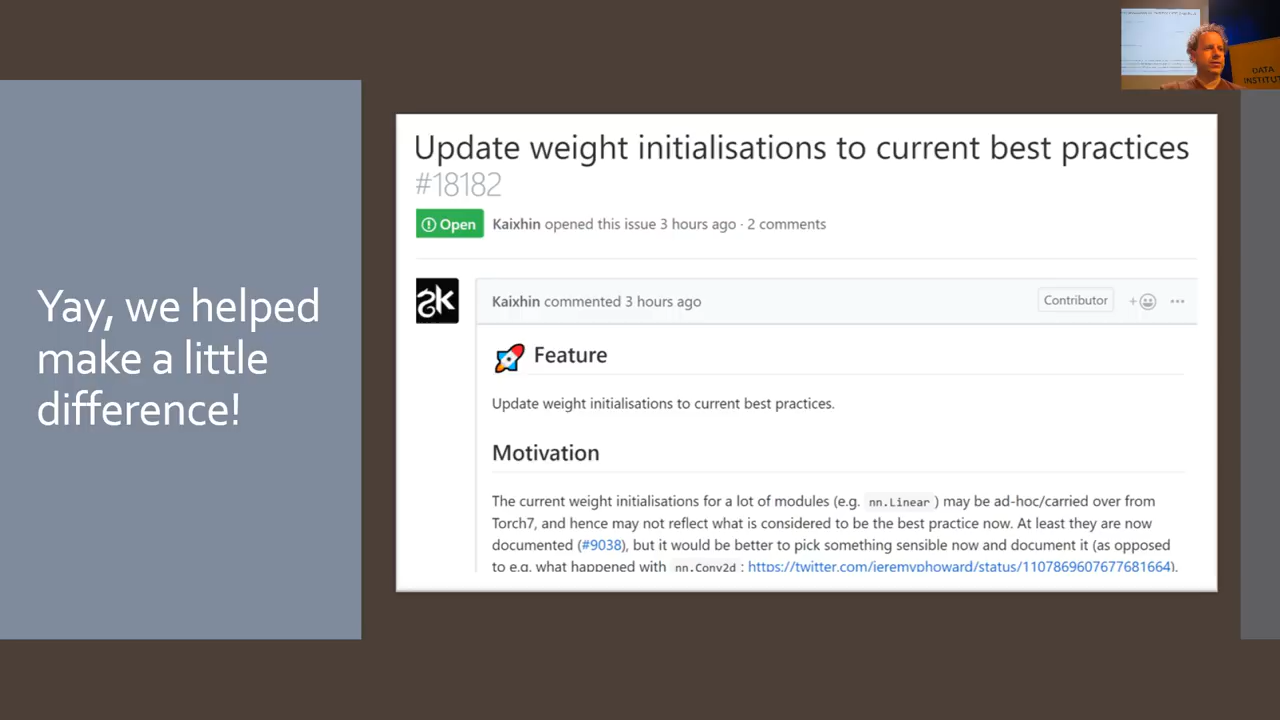 Yay, we helped
make a little
difference!
Update weight initialisations to current best practices
#18182
Open Kaixhin opened this issue 3 hours ago · 2 comments
Kaixhin commented 3 hours ago Contributor
Feature
Update weight initialisations to current best practices.
Motivation
The current weight initialisations for a lot of modules (e.g. nn.Linear ) may be ad-hoc/carried over from
Torch7, and hence may not reflect what is considered to be the best practice now. At least they are now
documented (#9038), but it would be better to pick something sensible now and document it (as opposed
to e.g. what happened with nn.Conv2d : https://twitter.com/jeremyphoward/status/1107869607677681664).
DATA
INSTITUT